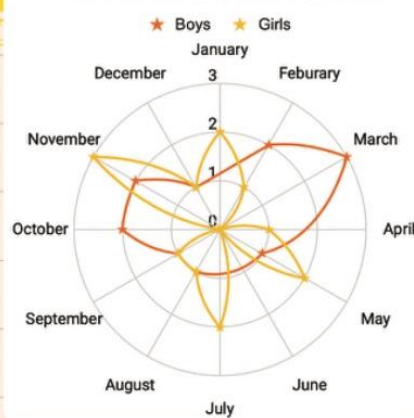 Boys Girls
January
December Feburary
3
November March
2
1
October 0 April
September May
August June
July